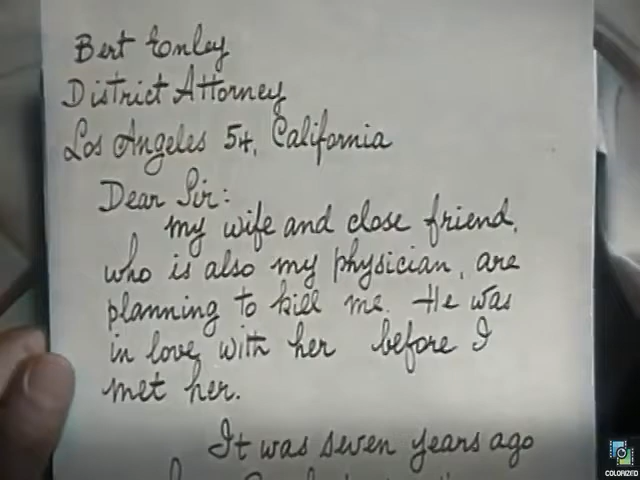 Bert Conley
District Attorney
Los Angeles 54, California
Dear Sir:
my wife and close friend,
who is also my physician, are
planning to kill me. He was
in love with her before I
met her.
It was seven years ago
COLORIZED